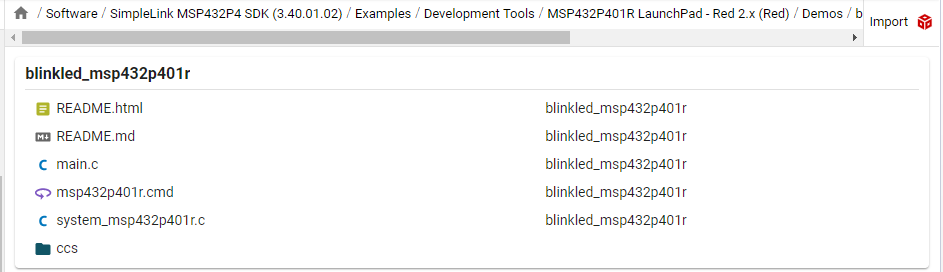 / Software / SimpleLink MSP432P4 SDK (3.40.01.02) / Examples / Development Tools / MSP432P401R LaunchPad - Red 2.x (Red) / Demos / b
Import
blinkled_msp432p401r
README.html blinkled_msp432p401r
M README.md blinkled_msp432p401r
C main.c blinkled_msp432p401r
msp432p401r.cmd blinkled_msp432p401r
C system_msp432p401r.c blinkled_msp432p401r
ccs